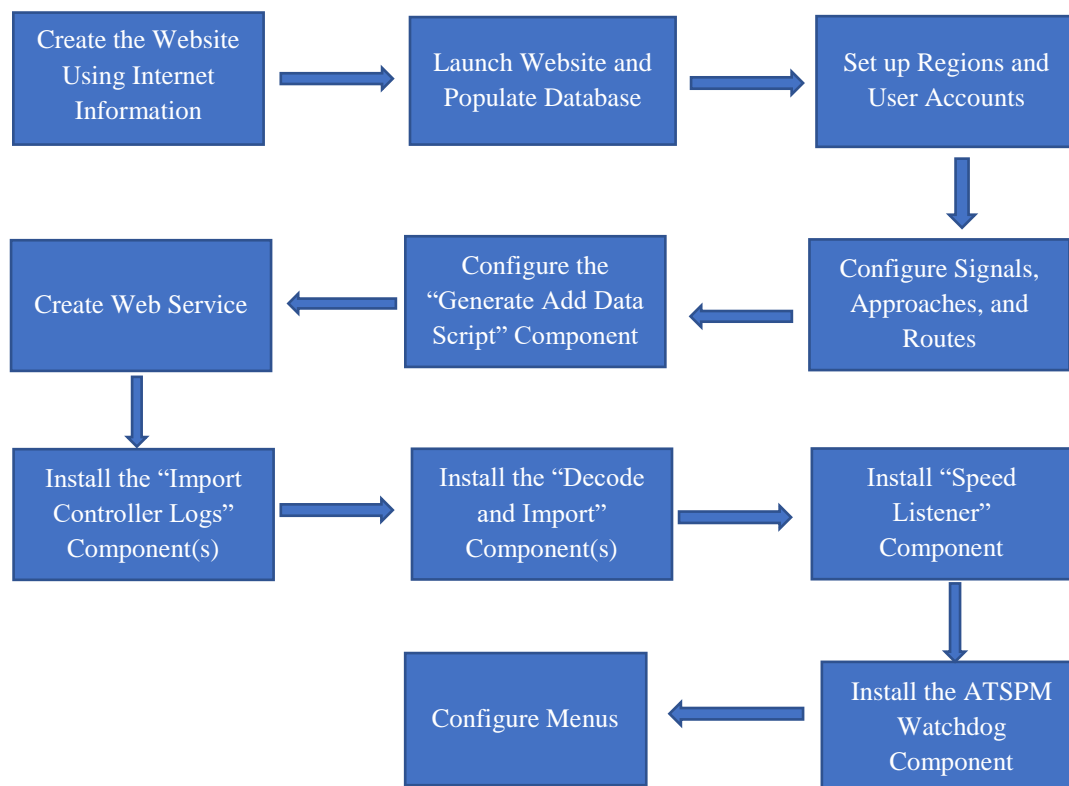 Create the Website
Using Internet
Information
Launch Website and
Populate Database
Set up Regions and
User Accounts
Configure Signals,
Approaches, and
Routes
Configure the
“Generate Add Data
Script” Component
Create Web Service
Install the “Import
Controller Logs”
Component(s)
Install the “Decode
and Import”
Component(s)
Install “Speed
Listener”
Component
Install the ATSPM
Watchdog
Component
Configure Menus